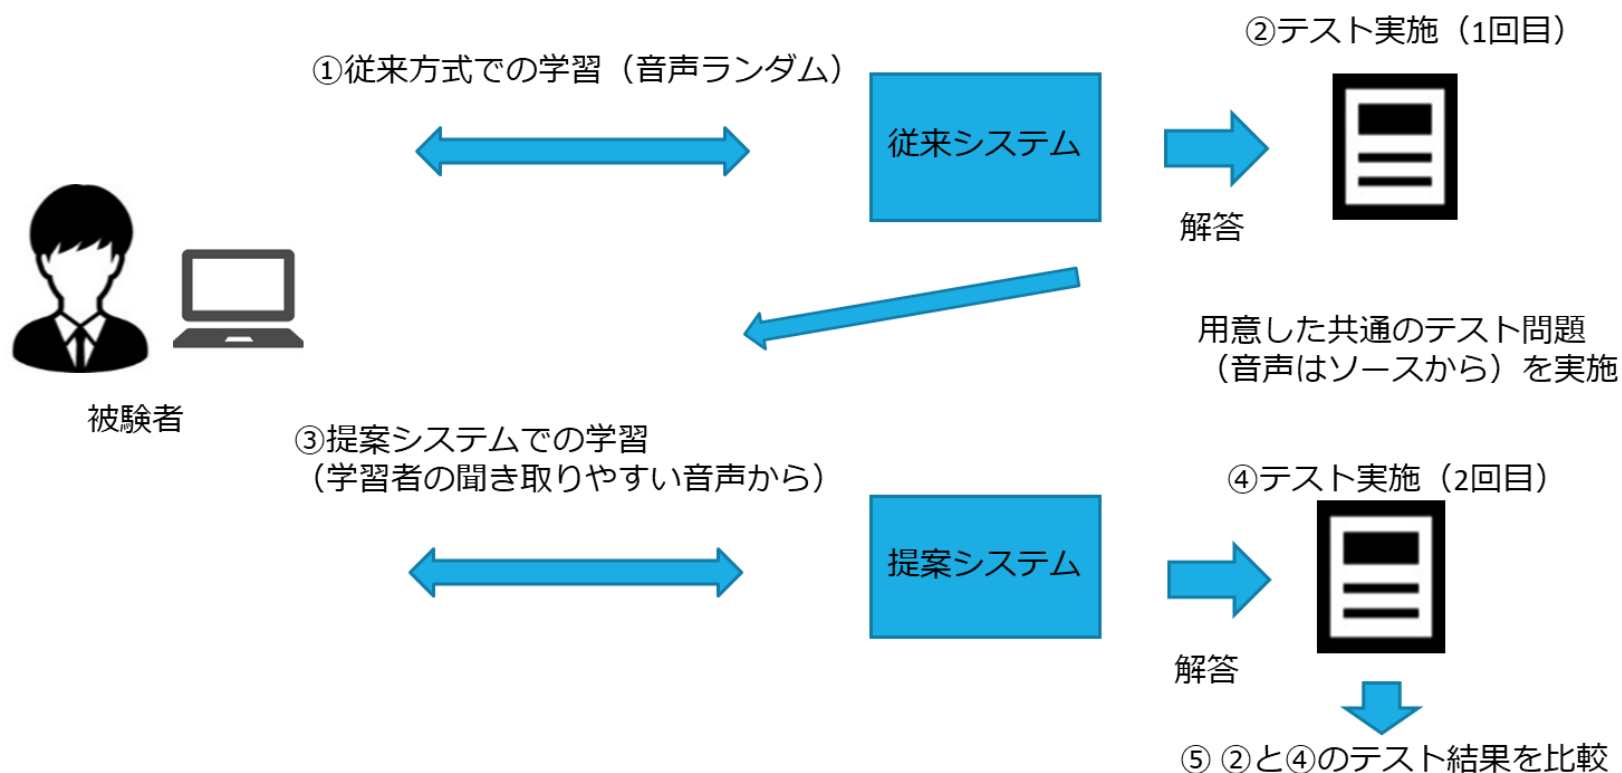 ②テスト実施（1回目）
①従来方式での学習（音声ランダム）
従来システム
解答
用意した共通のテスト問題
（音声はソースから）を実施
被験者
③提案システムでの学習
（学習者の聞き取りやすい音声から）
④テスト実施（2回目）
提案システム
解答
⑤ ②と④のテスト結果を比較